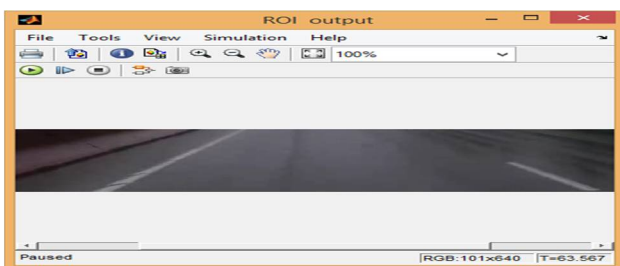 ROI output
File Tools View Simulation Help
100%
Paused RGB:101x640 T=63.567